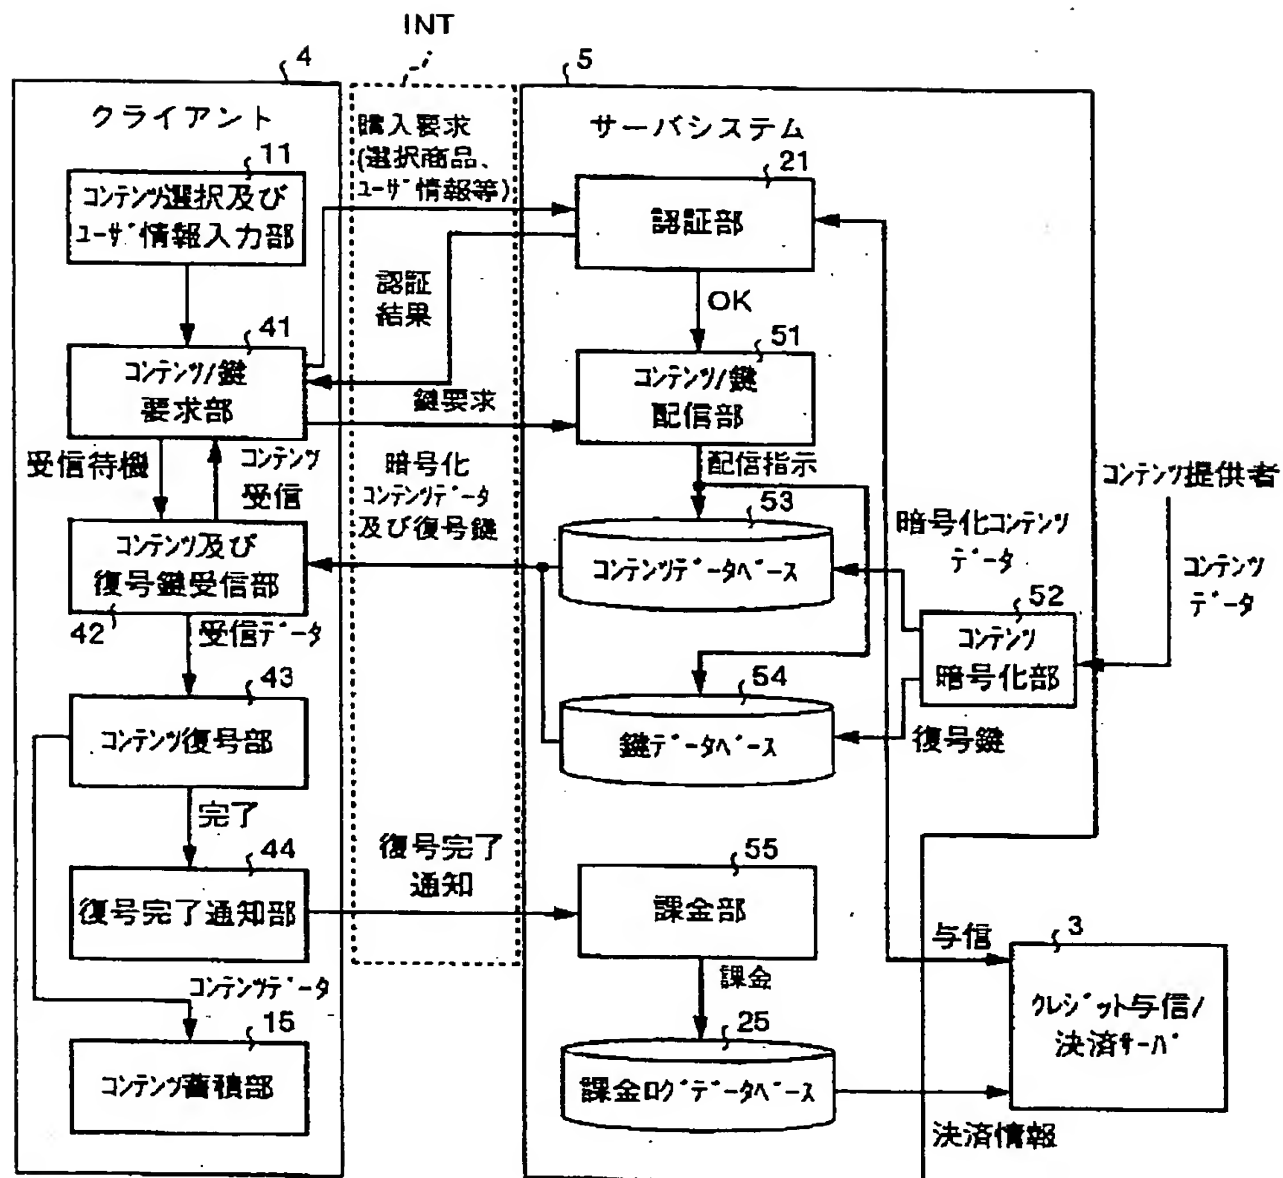 INT
4
クライアント
11
コンテンツ選択及び
ユーザ情報入力部
41
コンテンツ/鍵
要求部
受信待機
コンテンツ
受信
コンテンツ及び
復号鍵受信部
42
受信データ
43
コンテンツ復号部
完了
44
復号完了通知部
コンテンツデータ
15
コンテンツ蓄積部
購入要求
(選択商品、
ユーザ情報等)
認証
結果
鍵要求
暗号化
コンテンツデータ
及び復号鍵
復号完了
通知
5
サーバシステム
21
認証部
OK
51
コンテンツ/鍵
配信部
配信指示
53
コンテンツデータベース
54
鍵データベース
暗号化コンテンツ
データ
52
コンテンツ
暗号化部
復号鍵
55
課金部
課金
25
課金ログデータベース
コンテンツ提供者
コンテンツ
データ
与信
3
クレジット与信/
決済サーバ
決済情報